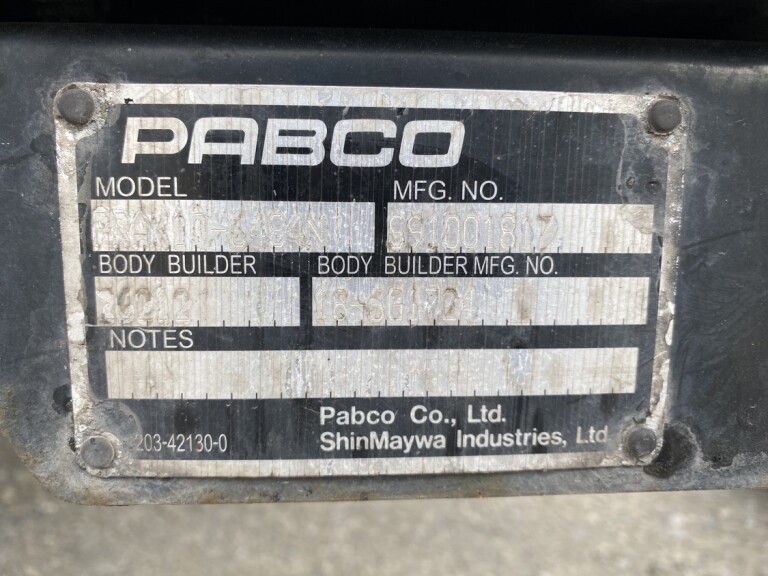 PABCO
MODEL MFG. NO.
991001817
BODY BUILDER BODY BUILDER MFG. NO.
NOTES
Pabco Co., Ltd.
203-42130-0 ShinMaywa Industries, Ltd